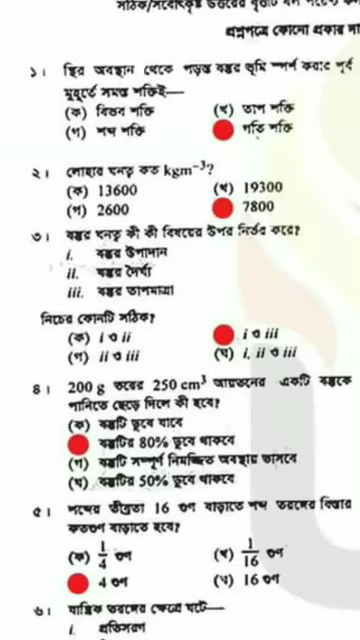 প্রশ্নপত্রে কোনো প্রকার
১। স্থির অবস্থান থেকে পড়ন্ত বস্তুর ভূমি স্পর্শ করার পূর্ব
মুহূর্তে সমস্ত শক্তিই—
(ক) বিভব শক্তি (খ) তাপ শক্তি
(গ) শব্দ শক্তি গতি শক্তি
২। লোহার ঘনত্ব কত kgm⁻³?
(ক) 13600 (খ) 19300
(গ) 2600 7800
৩। বস্তুর ঘনত্ব কী কী বিষয়ের উপর নির্ভর করে?
i. বস্তুর উপাদান
ii. বস্তুর দৈর্ঘ্য
iii. বস্তুর তাপমাত্রা
নিচের কোনটি সঠিক?
(ক) i ও ii i ও iii
(গ) ii ও iii (ঘ) i, ii ও iii
৪। 200 g ভরের 250 cm³ আয়তনের একটি বস্তুকে
পানিতে ছেড়ে দিলে কী হবে?
(ক) বস্তুটি ডুবে যাবে
বস্তুটির 80% ডুবে থাকবে
(গ) বস্তুটি সম্পূর্ণ নিমজ্জিত অবস্থায় ভাসবে
(ঘ) বস্তুটির 50% ডুবে থাকবে
৫। শব্দের তীব্রতা 16 গুণ বাড়াতে শব্দ তরঙ্গের বিস্তার
কতগুণ বাড়াতে হবে?
(ক) 1/4 গুণ (খ) 1/16 গুণ
4 গুণ (ঘ) 16 গুণ
৬। যান্ত্রিক তরঙ্গের ক্ষেত্রে ঘটে—
i. প্রতিসরণ